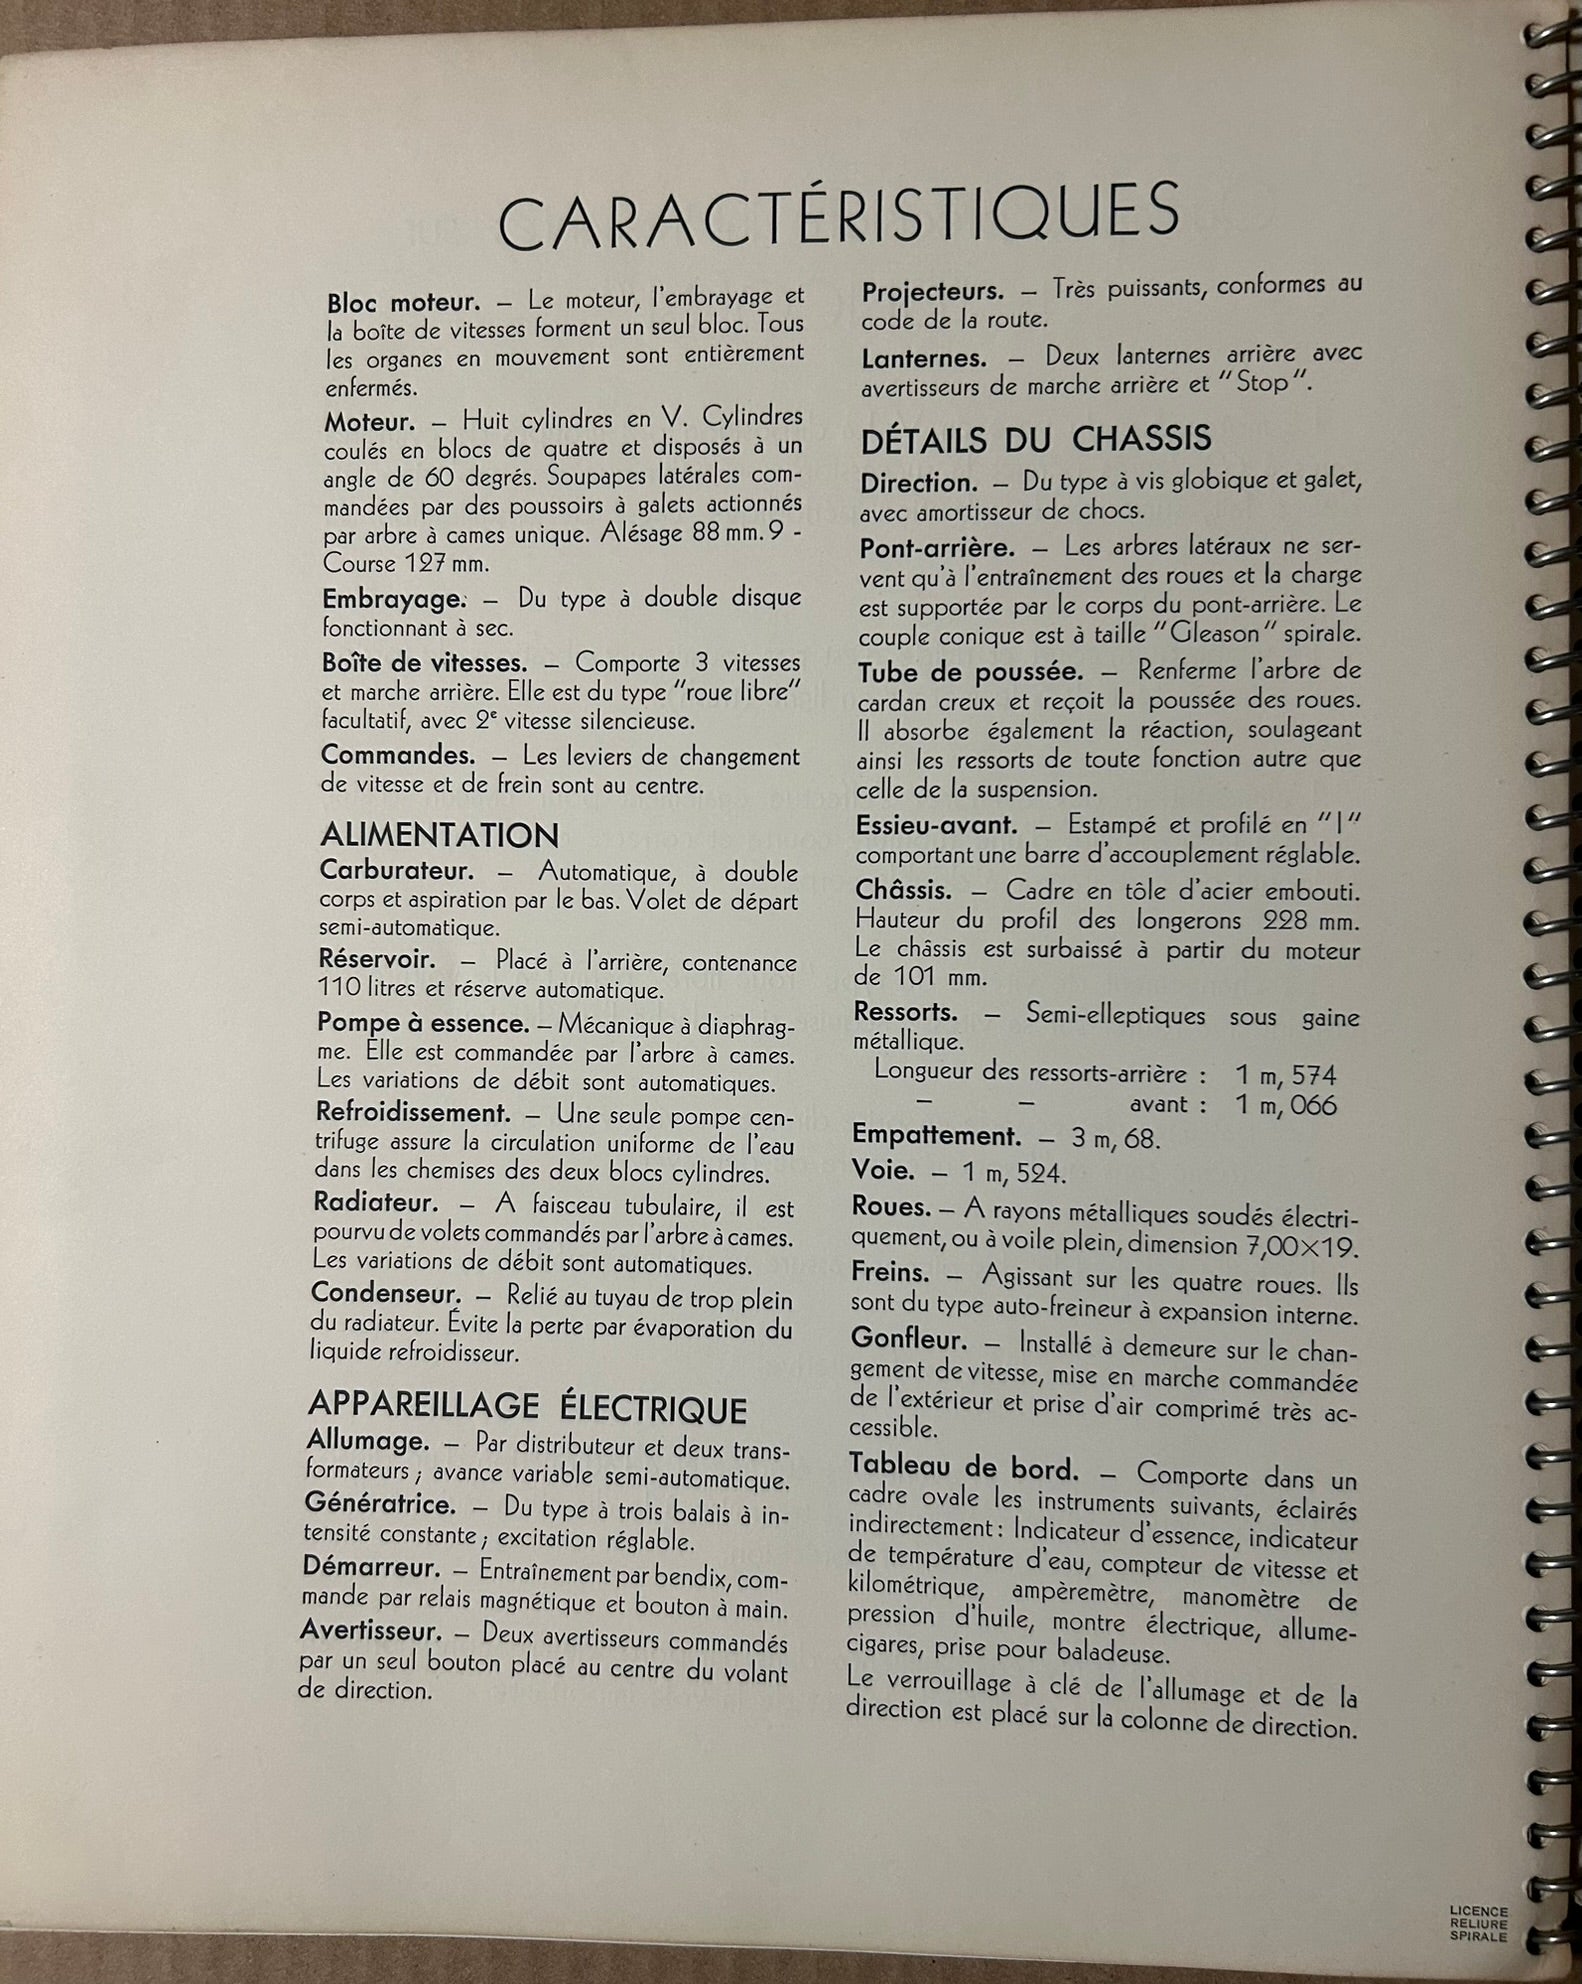 CARACTÉRISTIQUES
Bloc moteur. — Le moteur, l'embrayage et
la boîte de vitesses forment un seul bloc. Tous
les organes en mouvement sont entièrement
enfermés.
Moteur. — Huit cylindres en V. Cylindres
coulés en blocs de quatre et disposés à un
angle de 60 degrés. Soupapes latérales com-
mandées par des poussoirs à galets actionnés
par arbre à cames unique. Alésage 88 mm. 9 -
Course 127 mm.
Embrayage. — Du type à double disque
fonctionnant à sec.
Boîte de vitesses. — Comporte 3 vitesses
et marche arrière. Elle est du type "roue libre"
facultatif, avec 2e vitesse silencieuse.
Commandes. — Les leviers de changement
de vitesse et de frein sont au centre.
ALIMENTATION
Carburateur. — Automatique, à double
corps et aspiration par le bas. Volet de départ
semi-automatique.
Réservoir. — Placé à l'arrière, contenance
110 litres et réserve automatique.
Pompe à essence. — Mécanique à diaphrag-
me. Elle est commandée par l'arbre à cames.
Les variations de débit sont automatiques.
Refroidissement. — Une seule pompe cen-
trifuge assure la circulation uniforme de l'eau
dans les chemises des deux blocs cylindres.
Radiateur. — A faisceau tubulaire, il est
pourvu de volets commandés par l'arbre à cames.
Les variations de débit sont automatiques.
Condenseur. — Relié au tuyau de trop plein
du radiateur. Évite la perte par évaporation du
liquide refroidisseur.
APPAREILLAGE ÉLECTRIQUE
Allumage. — Par distributeur et deux trans-
formateurs ; avance variable semi-automatique.
Génératrice. — Du type à trois balais à in-
tensité constante ; excitation réglable.
Démarreur. — Entraînement par bendix, com-
mande par relais magnétique et bouton à main.
Avertisseur. — Deux avertisseurs commandés
par un seul bouton placé au centre du volant
de direction.
Projecteurs. — Très puissants, conformes au
code de la route.
Lanternes. — Deux lanternes arrière avec
avertisseurs de marche arrière et "Stop".
DÉTAILS DU CHASSIS
Direction. — Du type à vis globique et galet,
avec amortisseur de chocs.
Pont-arrière. — Les arbres latéraux ne ser-
vent qu'à l'entraînement des roues et la charge
est supportée par le corps du pont-arrière. Le
couple conique est à taille "Gleason" spirale.
Tube de poussée. — Renferme l'arbre de
cardan creux et reçoit la poussée des roues.
Il absorbe également la réaction, soulageant
ainsi les ressorts de toute fonction autre que
celle de la suspension.
Essieu-avant. — Estampé et profilé en "I"
comportant une barre d'accouplement réglable.
Châssis. — Cadre en tôle d'acier embouti.
Hauteur du profil des longerons 228 mm.
Le châssis est surbaissé à partir du moteur
de 101 mm.
Ressorts. — Semi-elleptiques sous gaine
métallique.
Longueur des ressorts-arrière : 1 m, 574
— — avant : 1 m, 066
Empattement. — 3 m, 68.
Voie. — 1 m, 524.
Roues. — A rayons métalliques soudés électri-
quement, ou à voile plein, dimension 7,00×19.
Freins. — Agissant sur les quatre roues. Ils
sont du type auto-freineur à expansion interne.
Gonfleur. — Installé à demeure sur le chan-
gement de vitesse, mise en marche commandée
de l'extérieur et prise d'air comprimé très ac-
cessible.
Tableau de bord. — Comporte dans un
cadre ovale les instruments suivants, éclairés
indirectement : Indicateur d'essence, indicateur
de température d'eau, compteur de vitesse et
kilométrique, ampèremètre, manomètre de
pression d'huile, montre électrique, allume-
cigares, prise pour baladeuse.
Le verrouillage à clé de l'allumage et de la
direction est placé sur la colonne de direction.
LICENCE
RELIURE
SPIRALE